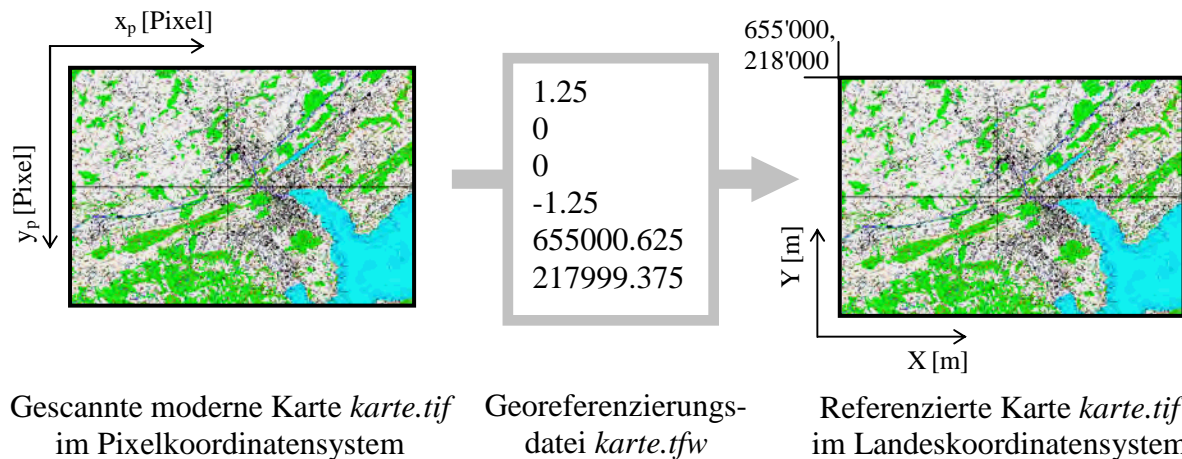 x_p [Pixel]
y_p [Pixel]
1.25
0
0
-1.25
655000.625
217999.375
655'000,
218'000
Y [m]
X [m]
Gescannte moderne Karte karte.tif
im Pixelkoordinatensystem
Georeferenzierungs-
datei karte.tfw
Referenzierte Karte karte.tif
im Landeskoordinatensystem